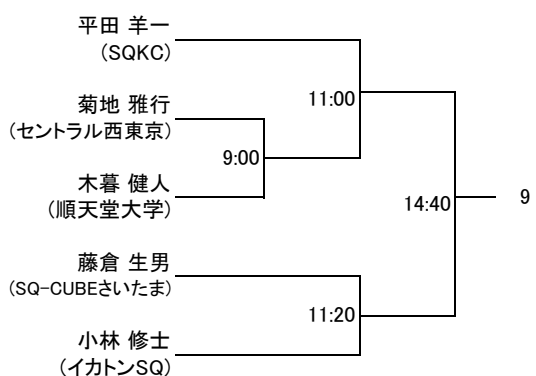 平田 羊一
(SQKC)
11:00
菊地 雅行
(セントラル西東京)
9:00
木暮 健人
(順天堂大学)
14:40
9
藤倉 生男
(SQ-CUBEさいたま)
11:20
小林 修士
(イカトンSQ)